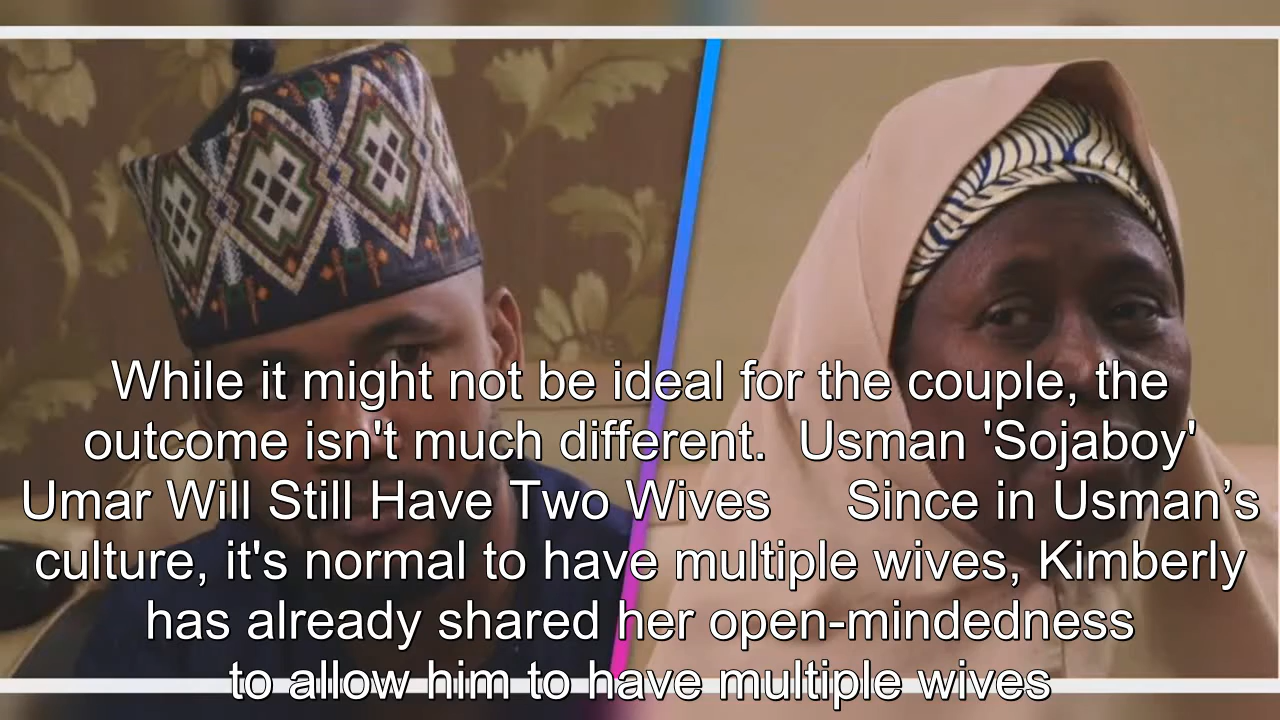 While it might not be ideal for the couple, the
outcome isn't much different.  Usman 'Sojaboy'
Umar Will Still Have Two Wives     Since in Usman’s
culture, it's normal to have multiple wives, Kimberly
has already shared her open-mindedness
to allow him to have multiple wives